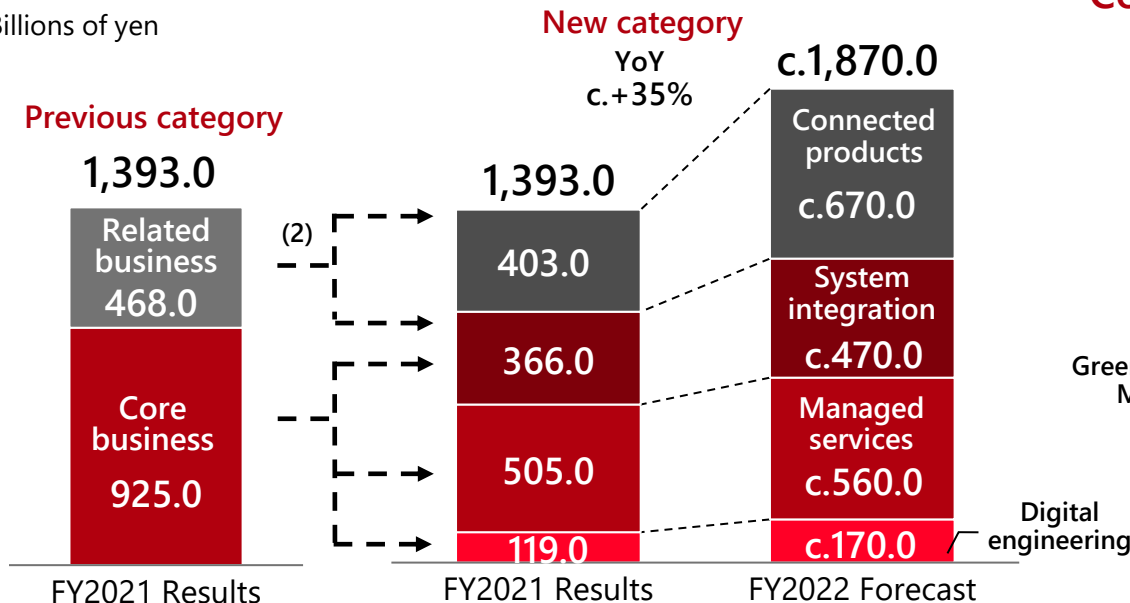 Billions of yen
New category
Co
YoY
c.+35%
c.1,870.0
Previous category
1,393.0
1,393.0
Connected
products
c.670.0
Related
business
468.0
(2)
403.0
System
integration
c.470.0
366.0
Core
business
925.0
Managed
services
c.560.0
505.0
Gree
M
Digital
engineering
119.0
c.170.0
FY2021 Results
FY2021 Results
FY2022 Forecast